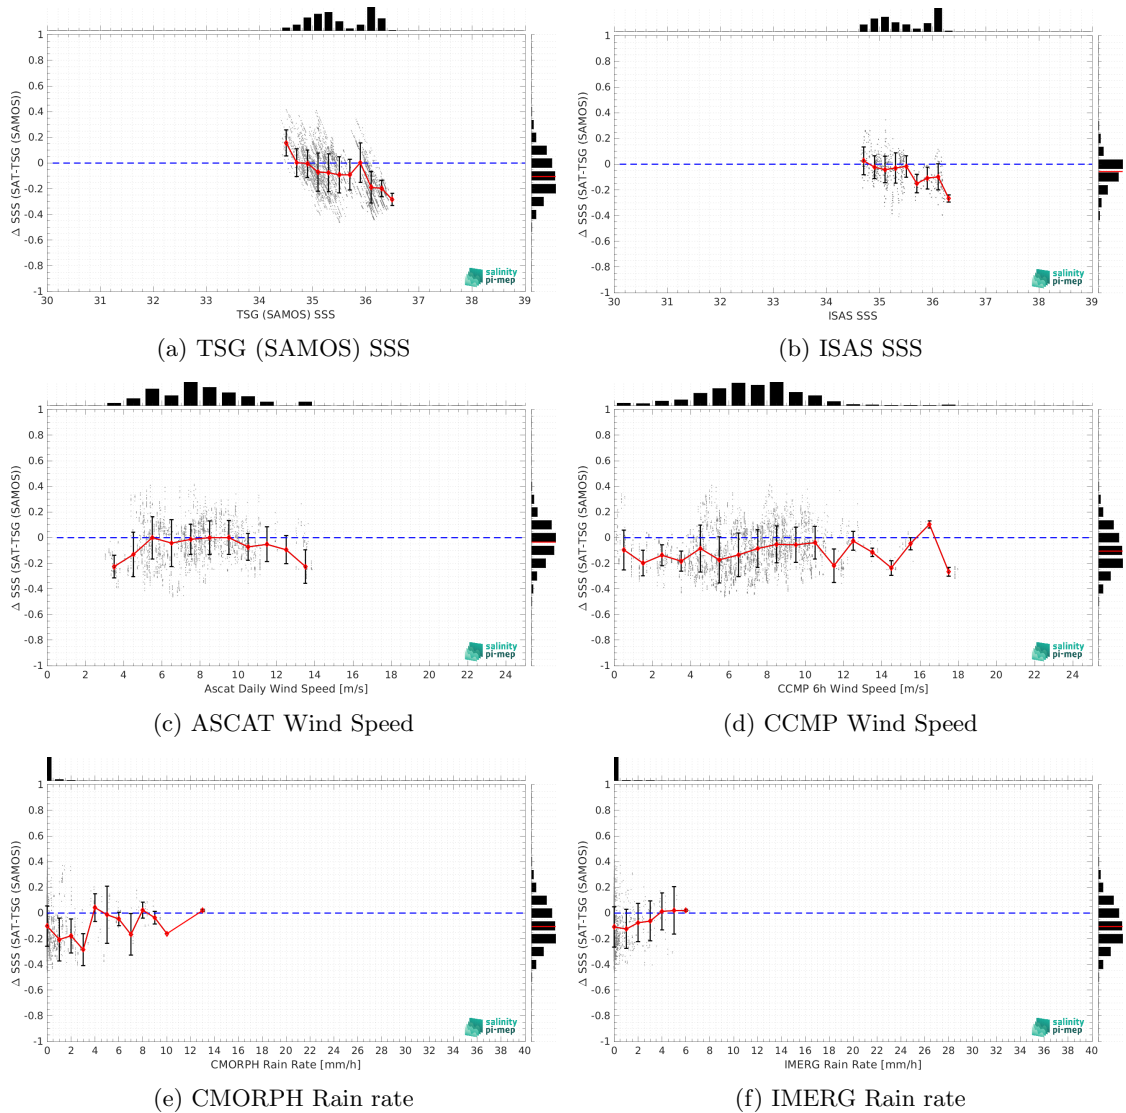 Δ SSS (SAT-TSG (SAMOS))
1
0.8
0.6
0.4
0.2
0
-0.2
-0.4
-0.6
-0.8
-1
30 31 32 33 34 35 36 37 38 39
TSG (SAMOS) SSS
salinity
pi-mep
(a) TSG (SAMOS) SSS
Δ SSS (SAT-TSG (SAMOS))
1
0.8
0.6
0.4
0.2
0
-0.2
-0.4
-0.6
-0.8
-1
30 31 32 33 34 35 36 37 38 39
ISAS SSS
salinity
pi-mep
(b) ISAS SSS
Δ SSS (SAT-TSG (SAMOS))
1
0.8
0.6
0.4
0.2
0
-0.2
-0.4
-0.6
-0.8
-1
0 2 4 6 8 10 12 14 16 18 20 22 24
Ascat Daily Wind Speed [m/s]
salinity
pi-mep
(c) ASCAT Wind Speed
Δ SSS (SAT-TSG (SAMOS))
1
0.8
0.6
0.4
0.2
0
-0.2
-0.4
-0.6
-0.8
-1
0 2 4 6 8 10 12 14 16 18 20 22 24
CCMP 6h Wind Speed [m/s]
salinity
pi-mep
(d) CCMP Wind Speed
Δ SSS (SAT-TSG (SAMOS))
1
0.8
0.6
0.4
0.2
0
-0.2
-0.4
-0.6
-0.8
-1
0 2 4 6 8 10 12 14 16 18 20 22 24 26 28 30 32 34 36 38 40
CMORPH Rain Rate [mm/h]
salinity
pi-mep
(e) CMORPH Rain rate
Δ SSS (SAT-TSG (SAMOS))
1
0.8
0.6
0.4
0.2
0
-0.2
-0.4
-0.6
-0.8
-1
0 2 4 6 8 10 12 14 16 18 20 22 24 26 28 30 32 34 36 38 40
IMERG Rain Rate [mm/h]
salinity
pi-mep
(f) IMERG Rain rate